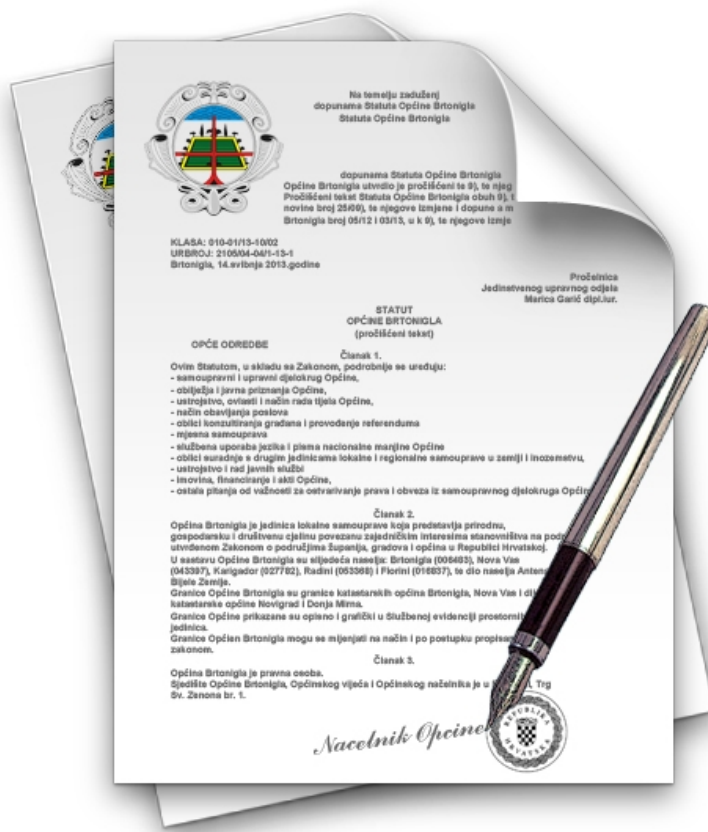 Na temelju zaduženj
dopunama Statuta Općine Brtonigla
Statuta Općine Brtonigla
dopunama Statuta Općine Brtonigla
Općine Brtonigla utvrdio je pročišćeni te 9), te njeg
Pročišćeni tekst Statuta Općine Brtonigla obuh 9), t
novine broj 25/09), te njegove izmjene i dopune a m
Brtonigla broj 05/12 i 03/13, u k 9), te njegove izmje
KLASA: 010-01/13-10/02
URBROJ: 2105/04-04/1-13-1
Brtonigla, 14.svibnja 2013.godine
Pročelnica
Jedinstvenog upravnog odjela
Marica Garić dipl.iur.
STATUT
OPĆINE BRTONIGLA
(pročišćeni tekst)
OPĆE ODREDBE
Članak 1.
Ovim Statutom, u skladu sa Zakonom, podrobnije se uređuju:
- samoupravni i upravni djelokrug Općine,
- obilježja i javna priznanja Općine,
- ustrojstvo, ovlasti i način rada tijela Općine,
- način obavljanja poslova
- oblici konzultiranja građana i provođenje referenduma
- mjesna samouprava
- službena uporaba jezika i pisma nacionalne manjine Općine
- oblici suradnje s drugim jedinicama lokalne i regionalne samouprave u zemlji i inozemstvu,
- ustrojstvo i rad javnih službi
- imovina, financiranje i akti Općine,
- ostala pitanja od važnosti za ostvarivanje prava i obveza iz samoupravnog djelokruga Općin
Članak 2.
Općina Brtonigla je jedinica lokalne samouprave koja predstavlja prirodnu,
gospodarsku i društvenu cjelinu povezanu zajedničkim interesima stanovništva na podr
utvrđenom Zakonom o područjima županija, gradova i općina u Republici Hrvatskoj.
U sastavu Općine Brtonigla su slijedeća naselja: Brtonigla (006483), Nova Vas
(043397), Karigador (027782), Radini (053368) i Fiorini (016837), te dio naselja Anteno
Bijele Zemlje.
Granice Općine Brtonigla su granice katastarskih općina Brtonigla, Nova Vas i di
katastarske općine Novigrad i Donja Mirna.
Granice Općine prikazane su opisno i grafički u Službenoj evidenciji prostornih
jedinica.
Granice Općien Brtonigla mogu se mijenjati na način i po postupku propisan
zakonom.
Članak 3.
Općina Brtonigla je pravna osoba.
Sjedište Općine Brtonigla, Općinskog vijeća i Općinskog načelnika je u Trg
Sv. Zenona br. 1.
Nacelnik Opcine
REPUBLIKA
HRVATSKA